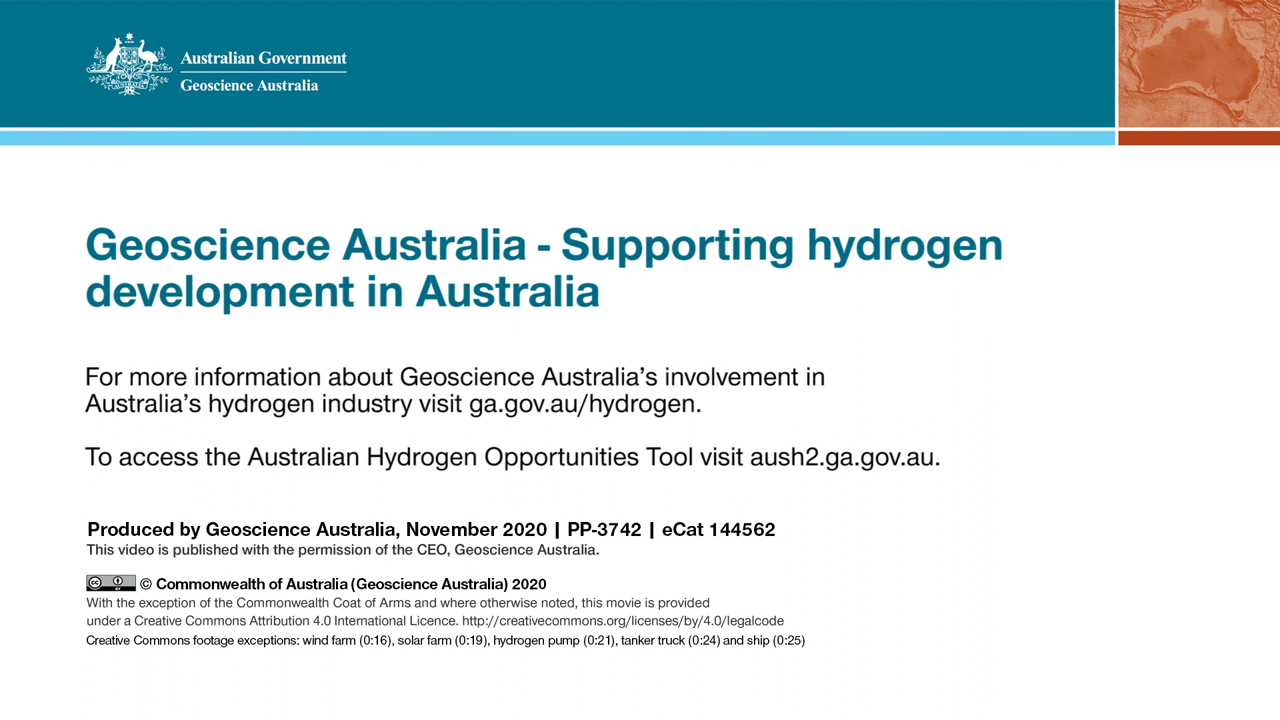 Australian Government
Geoscience Australia
Geoscience Australia - Supporting hydrogen
development in Australia
For more information about Geoscience Australia’s involvement in
Australia’s hydrogen industry visit ga.gov.au/hydrogen.
To access the Australian Hydrogen Opportunities Tool visit aush2.ga.gov.au.
Produced by Geoscience Australia, November 2020 | PP-3742 | eCat 144562
This video is published with the permission of the CEO, Geoscience Australia.
cc BY © Commonwealth of Australia (Geoscience Australia) 2020
With the exception of the Commonwealth Coat of Arms and where otherwise noted, this movie is provided
under a Creative Commons Attribution 4.0 International Licence. http://creativecommons.org/licenses/by/4.0/legalcode
Creative Commons footage exceptions: wind farm (0:16), solar farm (0:19), hydrogen pump (0:21), tanker truck (0:24) and ship (0:25)